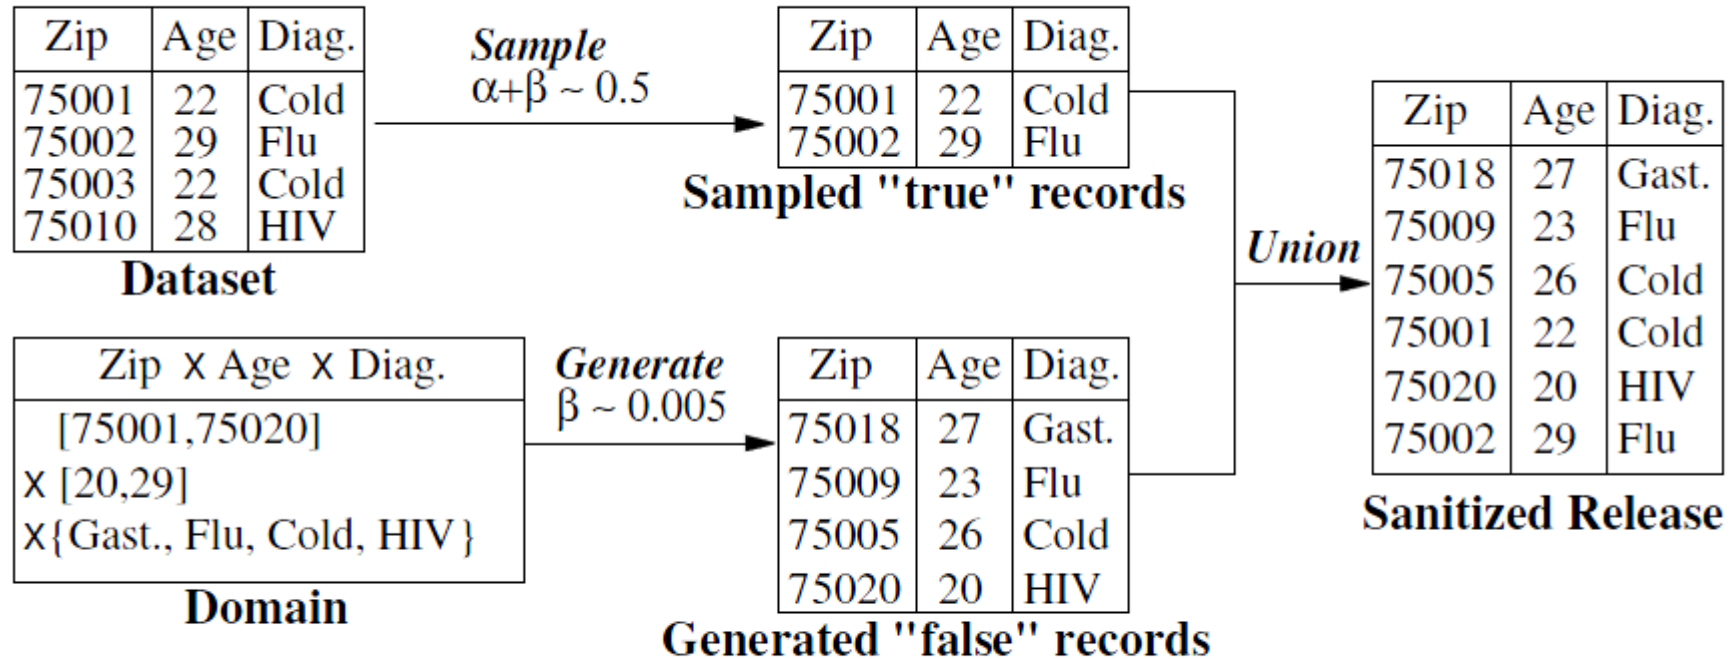 Zip Age Diag.
75001 22 Cold
75002 29 Flu
75003 22 Cold
75010 28 HIV
Dataset
Sample
α+β ~ 0.5
Zip Age Diag.
75001 22 Cold
75002 29 Flu
Sampled "true" records
Zip X Age X Diag.
[75001,75020]
X [20,29]
X{Gast., Flu, Cold, HIV}
Domain
Generate
β ~ 0.005
Zip Age Diag.
75018 27 Gast.
75009 23 Flu
75005 26 Cold
75020 20 HIV
Generated "false" records
Union
Zip Age Diag.
75018 27 Gast.
75009 23 Flu
75005 26 Cold
75001 22 Cold
75020 20 HIV
75002 29 Flu
Sanitized Release